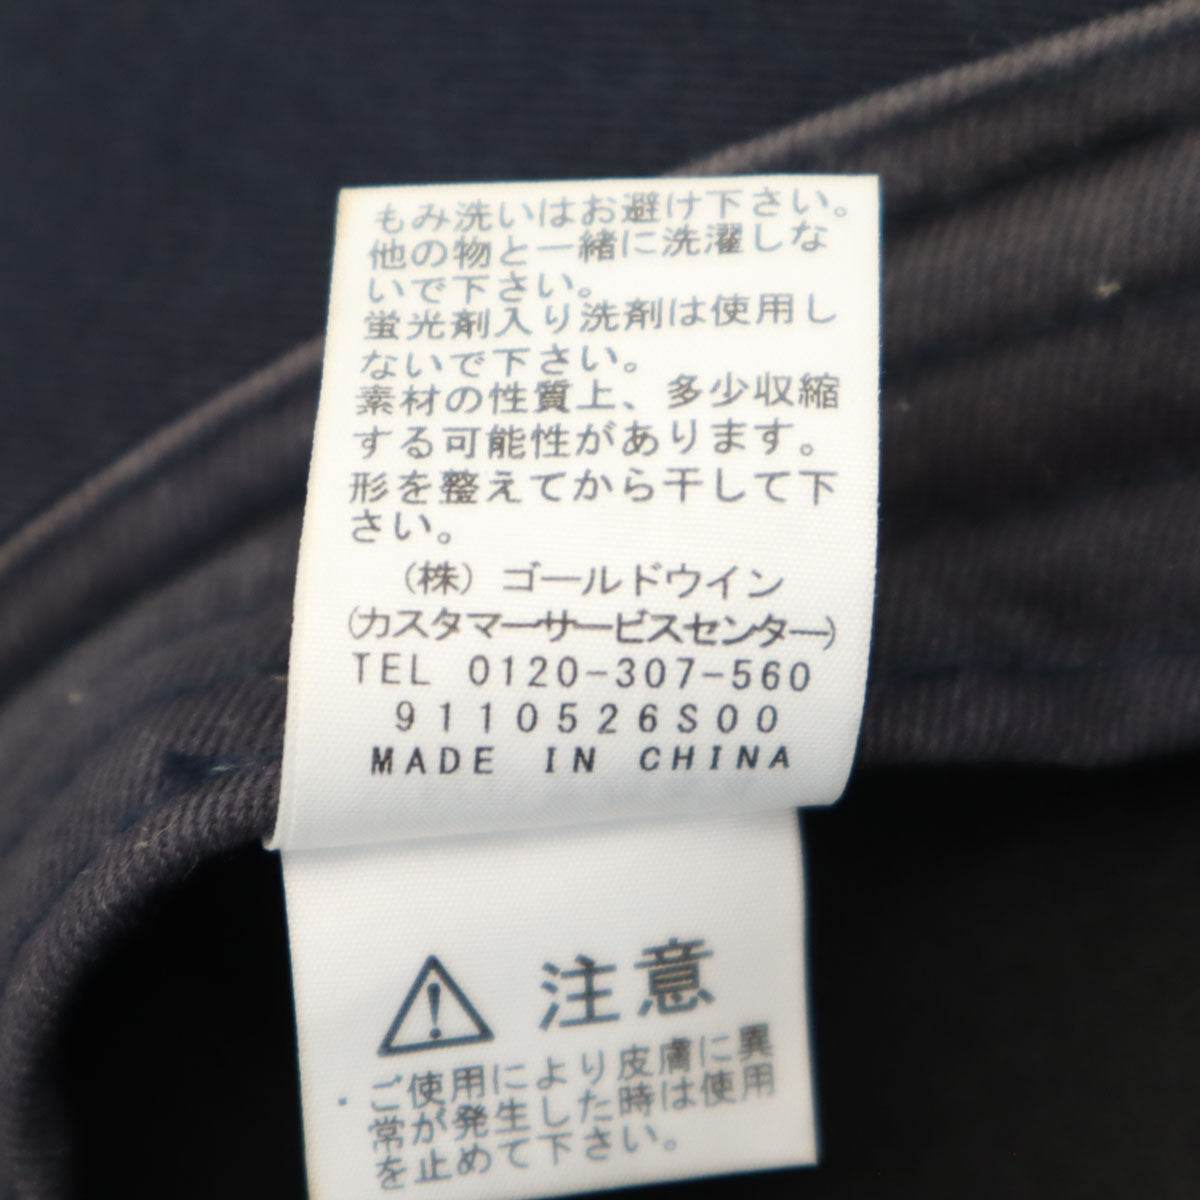 もみ洗いはお避け下さい。
他の物と一緒に洗濯しな
いで下さい。
蛍光剤入り洗剤は使用し
ないで下さい。
素材の性質上、多少収縮
する可能性があります。
形を整えてから干して下
さい。
(株)ゴールドウイン
(カスタマーサービスセンター)
TEL 0120-307-560
9110526S00
MADE IN CHINA
注意
ご使用により皮膚に異
常が発生した時は使用
を止めて下さい。